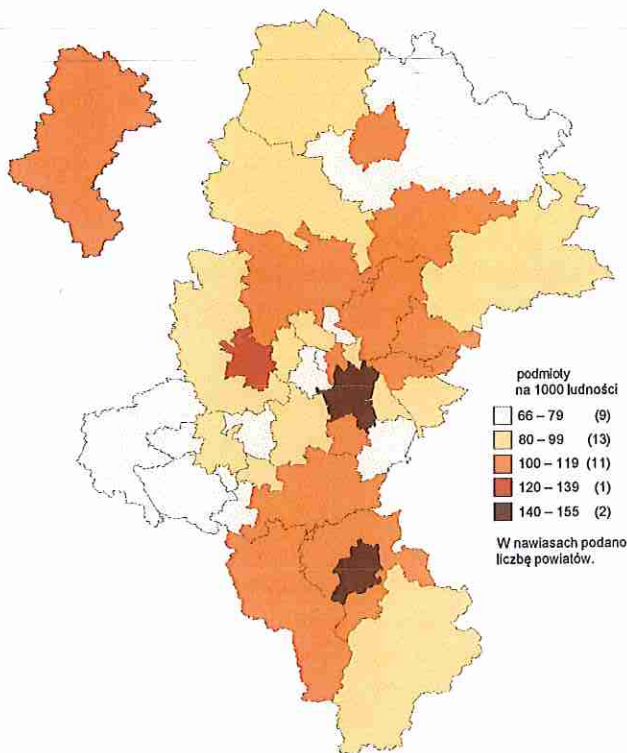 podmioty
na 1000 ludności
66 – 79 (9)
80 – 99 (13)
100 – 119 (11)
120 – 139 (1)
140 – 155 (2)
W nawiasach podano
liczbę powiatów.